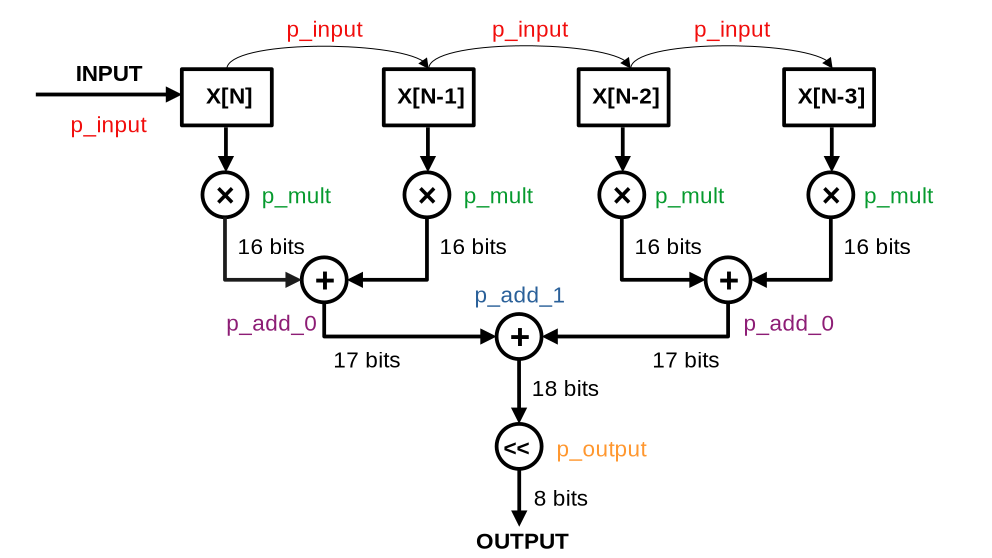 p_input p_input p_input
INPUT
X[N] X[N-1] X[N-2] X[N-3]
p_input
× p_mult × p_mult × p_mult × p_mult
16 bits 16 bits 16 bits 16 bits
+ +
p_add_1
p_add_0 p_add_0
+
17 bits 17 bits
18 bits
<< p_output
8 bits
OUTPUT